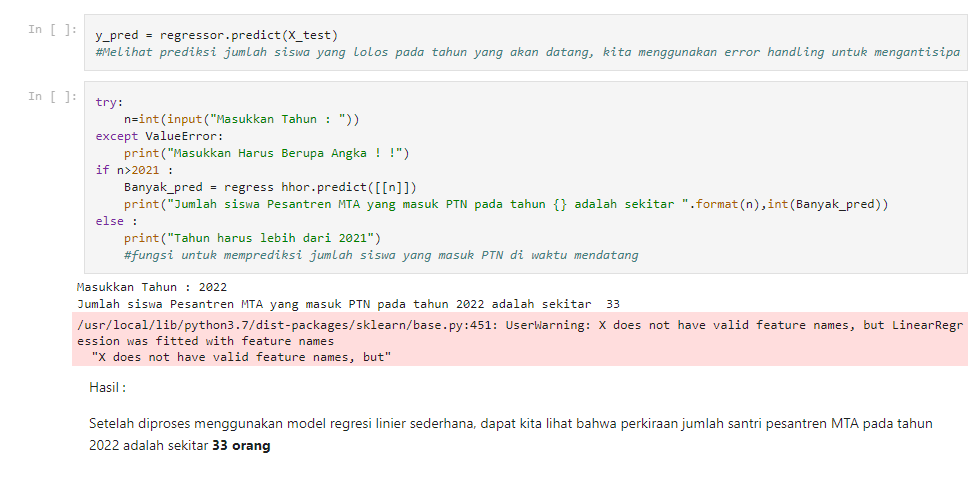 In [ ]: y_pred = regressor.predict(X_test)
#Melihat prediksi jumlah siswa yang lolos pada tahun yang akan datang, kita menggunakan error handling untuk mengantisipa
In [ ]: try:
n=int(input("Masukkan Tahun : "))
except ValueError:
print("Masukkan Harus Berupa Angka ! !")
if n>2021 :
Banyak_pred = regress hhor.predict([[n]])
print("Jumlah siswa Pesantren MTA yang masuk PTN pada tahun {} adalah sekitar ".format(n),int(Banyak_pred))
else :
print("Tahun harus lebih dari 2021")
#fungsi untuk memprediksi jumlah siswa yang masuk PTN di waktu mendatang
Masukkan Tahun : 2022
Jumlah siswa Pesantren MTA yang masuk PTN pada tahun 2022 adalah sekitar  33
/usr/local/lib/python3.7/dist-packages/sklearn/base.py:451: UserWarning: X does not have valid feature names, but LinearRegr
ession was fitted with feature names
"X does not have valid feature names, but"
Hasil :
Setelah diproses menggunakan model regresi linier sederhana, dapat kita lihat bahwa perkiraan jumlah santri pesantren MTA pada tahun
2022 adalah sekitar 33 orang